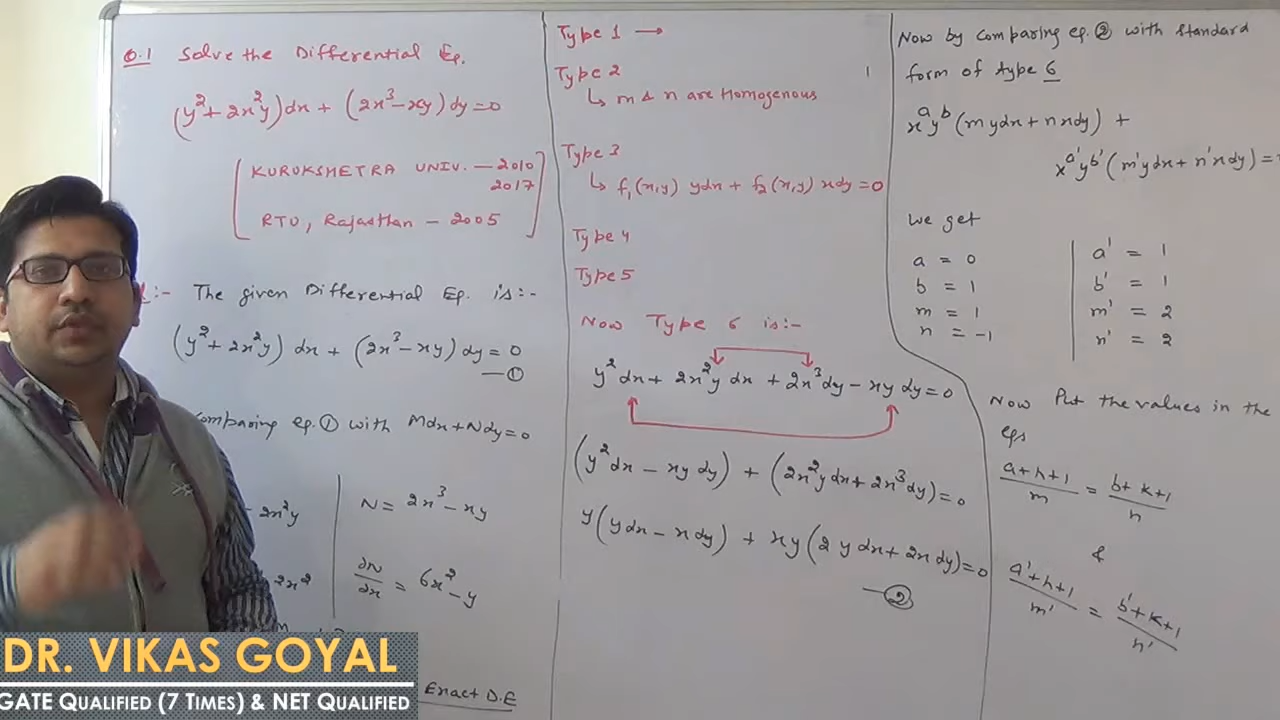 Q.1 Solve the Differential Eq.
(y² + 2x²y)dx + (2x³ - xy)dy = 0
[KURUKSHETRA UNIV. — 2010
2017
RTU, Rajasthan - 2005]
:- The given Differential Eq. is:-
(y² + 2x²y) dx + (2x³ - xy) dy = 0
—①
Comparing eq.① with Mdx + Ndy = 0
2x²y
N = 2x³ - xy
2x²
∂N/∂x = 6x² - y
Exact D.E
Type 1 →
Type 2
↳ m & n are Homogenous
Type 3
↳ f₁(x,y) ydx + f₂(x,y) xdy = 0
Type 4
Type 5
Now Type 6 is:-
y²dx + 2x²y dx + 2x³dy - xy dy = 0
(y²dx - xy dy) + (2x²ydx + 2x³dy) = 0
y(ydx - xdy) + xy(2ydx + 2xdy) = 0
—②
Now by Comparing eq.② with standard
form of type 6
xᵃyᵇ(mydx + nxdy) +
xᵃ'yᵇ'(m'ydx + n'xdy) =
we get
a = 0
b = 1
m = 1
n = -1
a' = 1
b' = 1
m' = 2
n' = 2
Now Put the values in the
eqs
(a+h+1)/m = (b+k+1)/n
&
(a'+h+1)/m' = (b'+k+1)/n'
DR. VIKAS GOYAL
GATE QUALIFIED (7 TIMES) & NET QUALIFIED